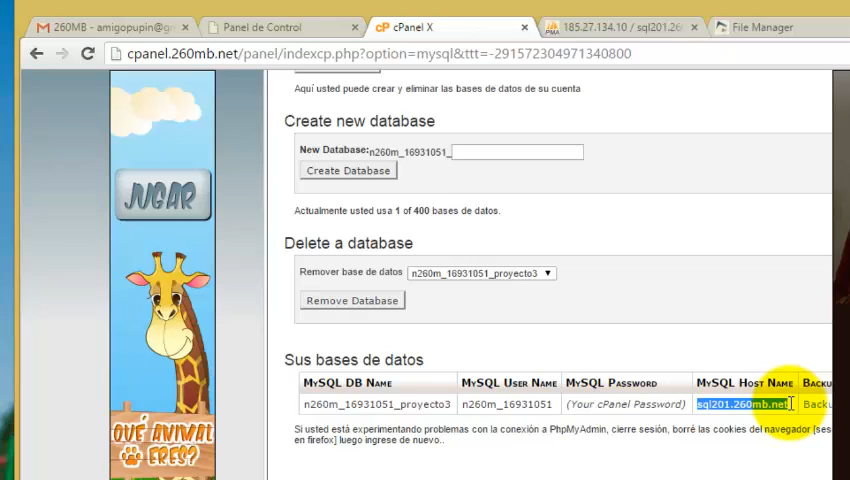 260MB - amigopupin@gm
Panel de Control
cP cPanel X
PMA 185.27.134.10 / sql201.26
File Manager
cpanel.260mb.net/panel/indexcp.php?option=mysql&ttt=-291572304971340800
Aquí usted puede crear y eliminar las bases de datos de su cuenta
Create new database
New Database:n260m_16931051_
Create Database
Actualmente usted usa 1 of 400 bases de datos.
Delete a database
Remover base de datos n260m_16931051_proyecto3
Remove Database
Sus bases de datos
MySQL DB Name MySQL User Name MySQL Password MySQL Host Name Backu
n260m_16931051_proyecto3 n260m_16931051 (Your cPanel Password) sql201.260mb.net Backu
Si usted está experimentando problemas con la conexión a PhpMyAdmin, cierre sesión, borré las cookies del navegador [ses
en firefox] luego ingrese de nuevo..
JUGAR
QUÉ ANIMAL
ERES?